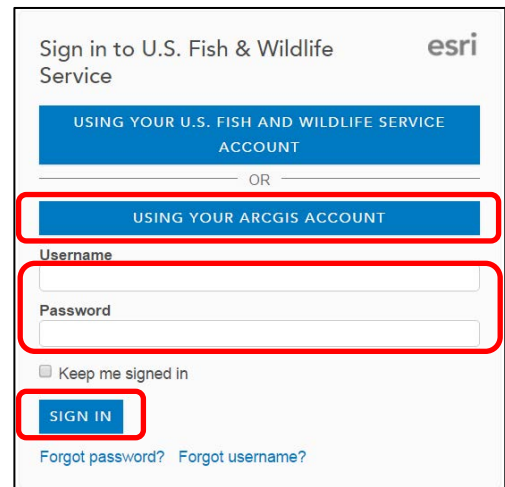 Sign in to U.S. Fish & Wildlife
Service
esri
USING YOUR U.S. FISH AND WILDLIFE SERVICE
ACCOUNT
OR
USING YOUR ARCGIS ACCOUNT
Username
Password
Keep me signed in
SIGN IN
Forgot password? Forgot username?